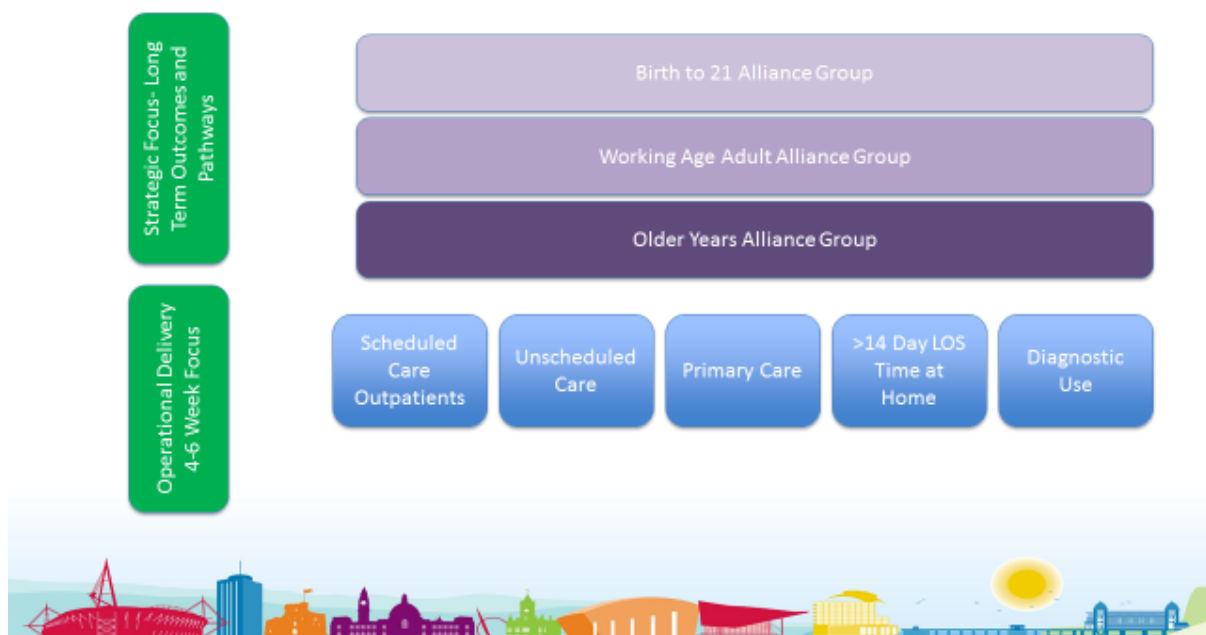 Strategic Focus- Long
Term Outcomes and
Pathways
Birth to 21 Alliance Group
Working Age Adult Alliance Group
Older Years Alliance Group
Operational Delivery
4-6 Week Focus
Scheduled
Care
Outpatients
Unscheduled
Care
Primary Care
>14 Day LOS
Time at
Home
Diagnostic
Use